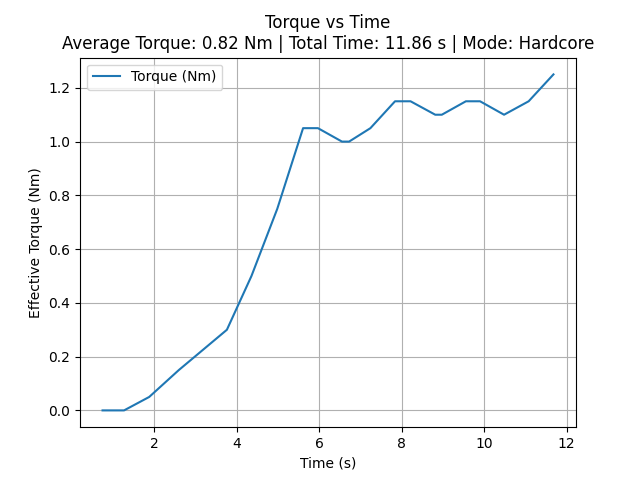 Torque vs Time
Average Torque: 0.82 Nm | Total Time: 11.86 s | Mode: Hardcore
Torque (Nm)
Effective Torque (Nm)
1.2
1.0
0.8
0.6
0.4
0.2
0.0
2 4 6 8 10 12
Time (s)